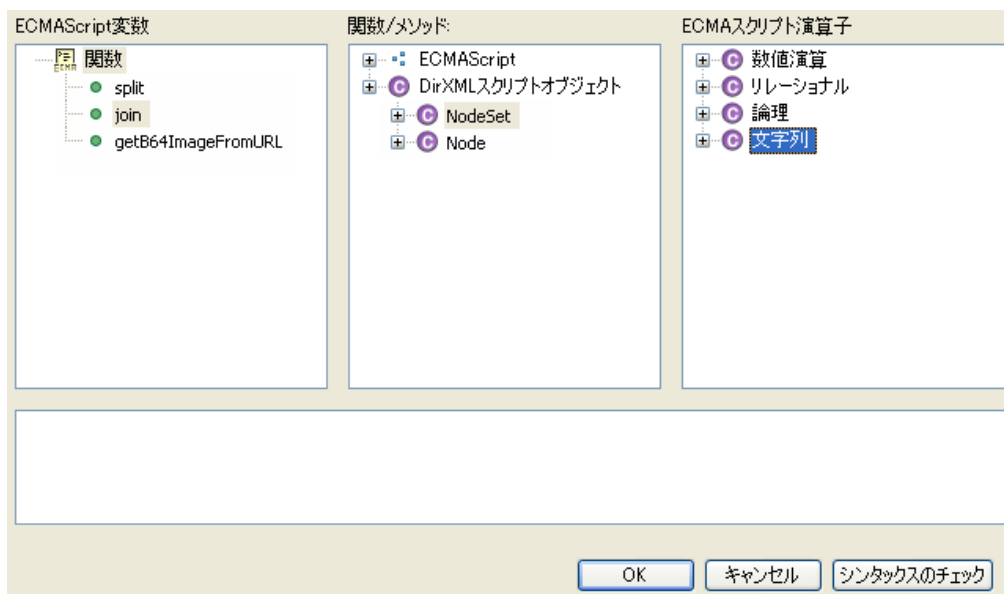 ECMAScript変数
関数
split
join
getB64ImageFromURL
関数/メソッド:
ECMAScript
DirXMLスクリプトオブジェクト
NodeSet
Node
ECMAスクリプト演算子
数値演算
リレーショナル
論理
文字列
OK
キャンセル
シンタックスのチェック